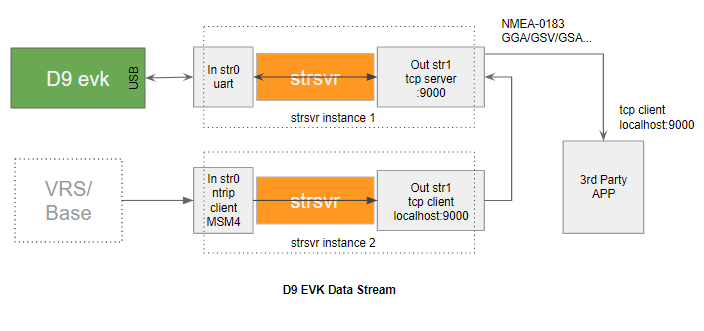 NMEA-0183
GGA/GSV/GSA...
D9 evk
USB
In str0
uart
strsvr
Out str1
tcp server
:9000
strsvr instance 1
tcp client
localhost:9000
VRS/
Base
In str0
ntrip
client
MSM4
strsvr
Out str1
tcp client
localhost:9000
strsvr instance 2
3rd Party
APP
D9 EVK Data Stream